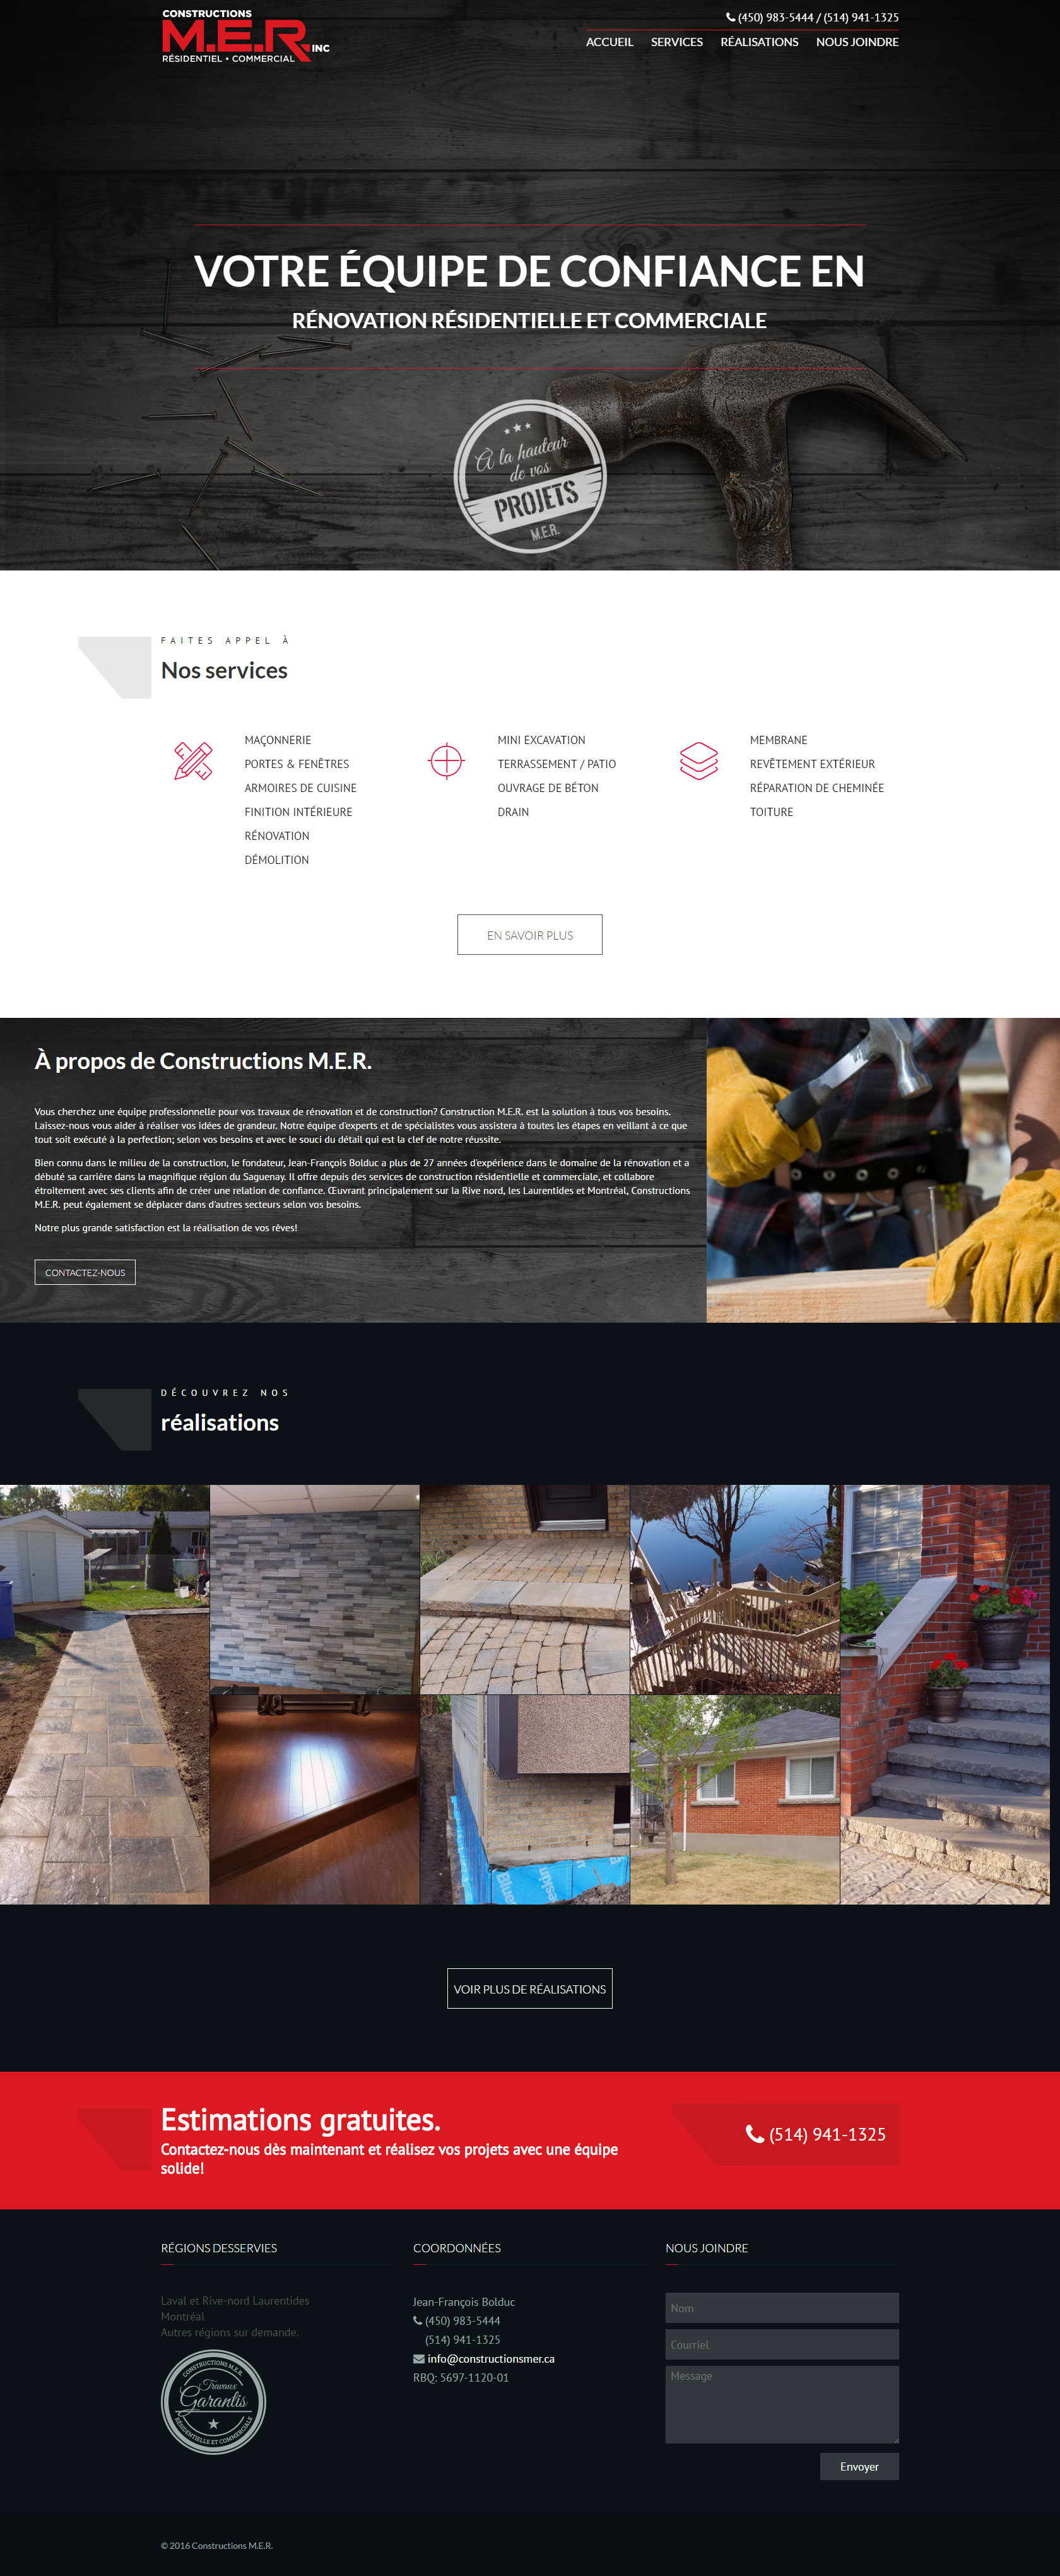 CONSTRUCTIONS
M.E.R INC
RÉSIDENTIEL • COMMERCIAL
(450) 983-5444 / (514) 941-1325
ACCUEIL SERVICES RÉALISATIONS NOUS JOINDRE
VOTRE ÉQUIPE DE CONFIANCE EN
RÉNOVATION RÉSIDENTIELLE ET COMMERCIALE
À la hauteur
de vos
PROJETS
M.E.R.
FAITES APPEL À
Nos services
MAÇONNERIE
PORTES & FENÊTRES
ARMOIRES DE CUISINE
FINITION INTÉRIEURE
RÉNOVATION
DÉMOLITION
MINI EXCAVATION
TERRASSEMENT / PATIO
OUVRAGE DE BÉTON
DRAIN
MEMBRANE
REVÊTEMENT EXTÉRIEUR
RÉPARATION DE CHEMINÉE
TOITURE
EN SAVOIR PLUS
À propos de Constructions M.E.R.
Vous cherchez une équipe professionnelle pour vos travaux de rénovation et de construction? Construction M.E.R. est la solution à tous vos besoins.
Laissez-nous vous aider à réaliser vos idées de grandeur. Notre équipe d'experts et de spécialistes vous assistera à toutes les étapes en veillant à ce que
tout soit exécuté à la perfection; selon vos besoins et avec le souci du détail qui est la clef de notre réussite.
Bien connu dans le milieu de la construction, le fondateur, Jean-François Bolduc a plus de 27 années d'expérience dans le domaine de la rénovation et a
débuté sa carrière dans la magnifique région du Saguenay. Il offre depuis des services de construction résidentielle et commerciale, et collabore
étroitement avec ses clients afin de créer une relation de confiance. Œuvrant principalement sur la Rive nord, les Laurentides et Montréal, Constructions
M.E.R. peut également se déplacer dans d'autres secteurs selon vos besoins.
Notre plus grande satisfaction est la réalisation de vos rêves!
CONTACTEZ-NOUS
DÉCOUVREZ NOS
réalisations
VOIR PLUS DE RÉALISATIONS
Estimations gratuites.
Contactez-nous dès maintenant et réalisez vos projets avec une équipe
solide!
(514) 941-1325
RÉGIONS DESSERVIES
Laval et Rive-nord Laurentides
Montréal
Autres régions sur demande.
CONSTRUCTIONS M.E.R.
Travaux
Garantis
RÉSIDENTIELLE ET COMMERCIALE
COORDONNÉES
Jean-François Bolduc
(450) 983-5444
(514) 941-1325
info@constructionsmer.ca
RBQ: 5697-1120-01
NOUS JOINDRE
Nom
Courriel
Message
Envoyer
© 2016 Constructions M.E.R.